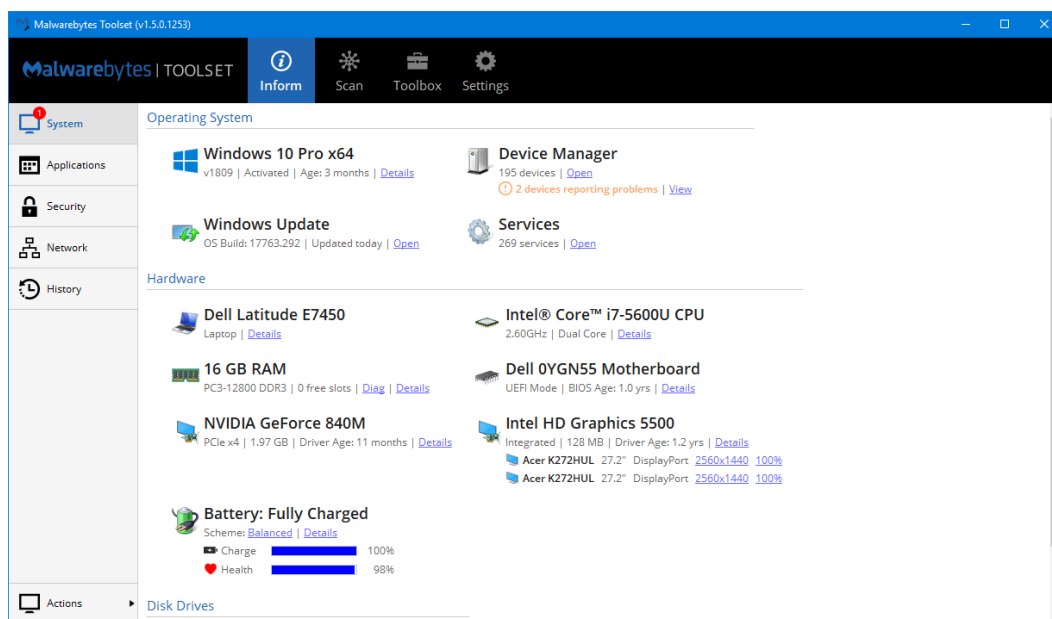 Malwarebytes Toolset (v1.5.0.1253)
Malwarebytes | TOOLSET
Inform
Scan
Toolbox
Settings
1
System
Applications
Security
Network
History
Actions
Operating System
Windows 10 Pro x64
v1809 | Activated | Age: 3 months | Details
Device Manager
195 devices | Open
2 devices reporting problems | View
Windows Update
OS Build: 17763.292 | Updated today | Open
Services
269 services | Open
Hardware
Dell Latitude E7450
Laptop | Details
Intel® Core™ i7-5600U CPU
2.60GHz | Dual Core | Details
16 GB RAM
PC3-12800 DDR3 | 0 free slots | Diag | Details
Dell 0YGN55 Motherboard
UEFI Mode | BIOS Age: 1.0 yrs | Details
NVIDIA GeForce 840M
PCIe x4 | 1.97 GB | Driver Age: 11 months | Details
Intel HD Graphics 5500
Integrated | 128 MB | Driver Age: 1.2 yrs | Details
Acer K272HUL 27.2" DisplayPort 2560x1440 100%
Acer K272HUL 27.2" DisplayPort 2560x1440 100%
Battery: Fully Charged
Scheme: Balanced | Details
Charge 100%
Health 98%
Disk Drives